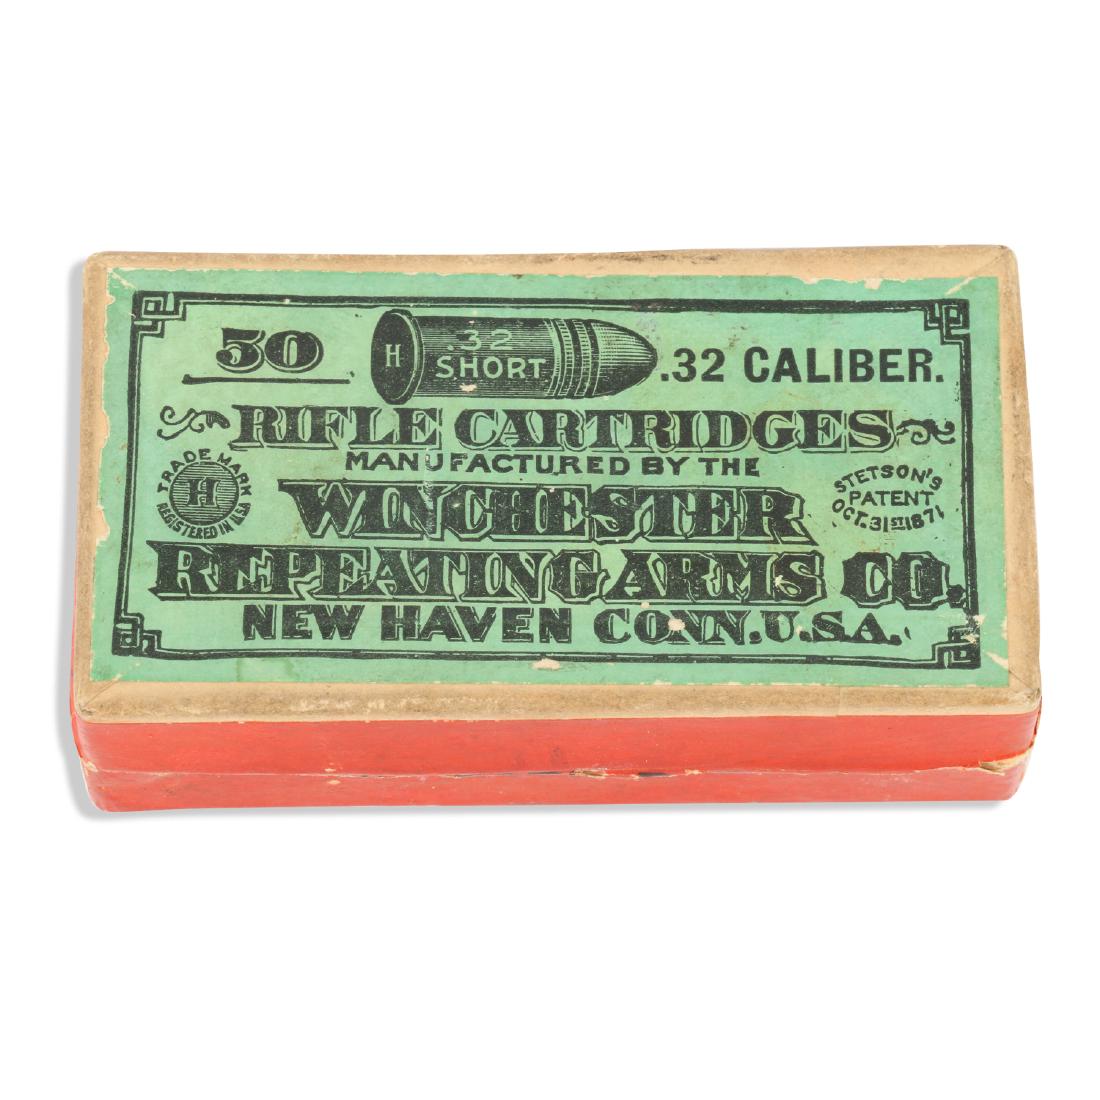 50
H
.32
SHORT
.32 CALIBER.
RIFLE CARTRIDGES
MANUFACTURED BY THE
TRADE MARK
H
REGISTERED IN U.S.A
WINCHESTER
STETSON'S
PATENT
OCT. 31ST 1871
REPEATING ARMS CO.
NEW HAVEN CONN. U.S.A.